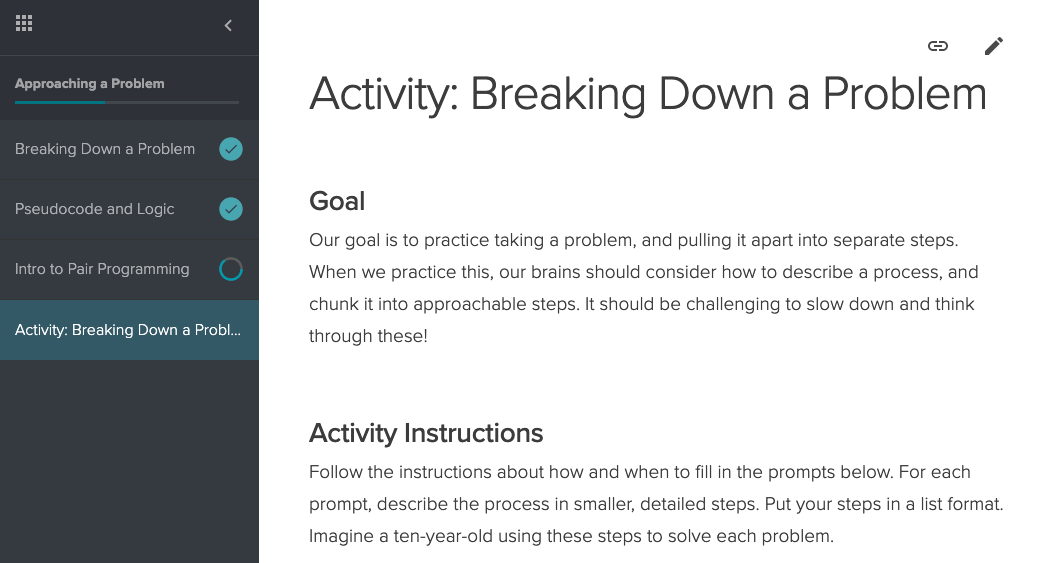 Approaching a Problem
Breaking Down a Problem
Pseudocode and Logic
Intro to Pair Programming
Activity: Breaking Down a Probl...
Activity: Breaking Down a Problem
Goal
Our goal is to practice taking a problem, and pulling it apart into separate steps.
When we practice this, our brains should consider how to describe a process, and
chunk it into approachable steps. It should be challenging to slow down and think
through these!
Activity Instructions
Follow the instructions about how and when to fill in the prompts below. For each
prompt, describe the process in smaller, detailed steps. Put your steps in a list format.
Imagine a ten-year-old using these steps to solve each problem.